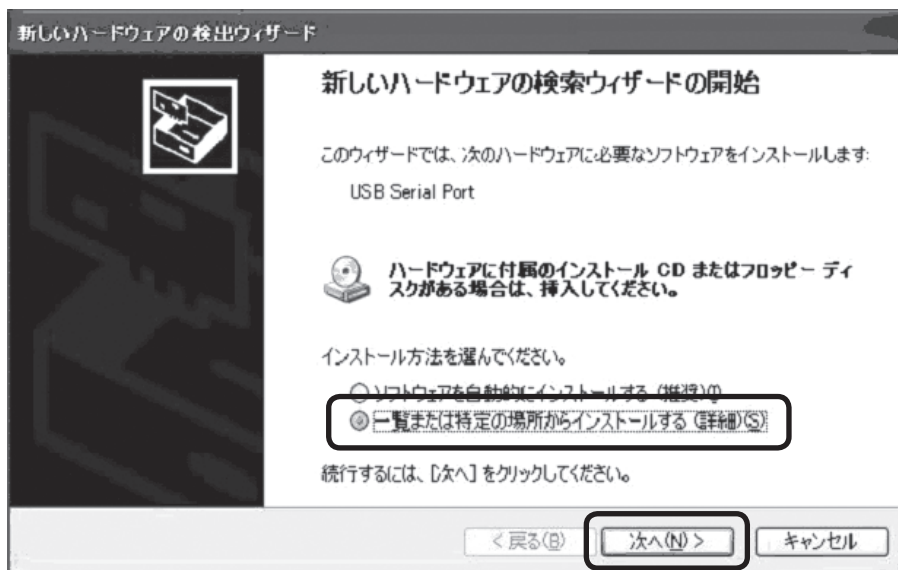 新しいハードウェアの検出ウィザード
新しいハードウェアの検索ウィザードの開始
このウィザードでは、次のハードウェアに必要なソフトウェアをインストールします:
USB Serial Port
ハードウェアに付属のインストール CD またはフロッピー ディ
スクがある場合は、挿入してください。
インストール方法を選んでください。
ソフトウェアを自動的にインストールする (推奨)(I)
一覧または特定の場所からインストールする (詳細)(S)
続行するには、[次へ] をクリックしてください。
< 戻る(B)
次へ(N) >
キャンセル